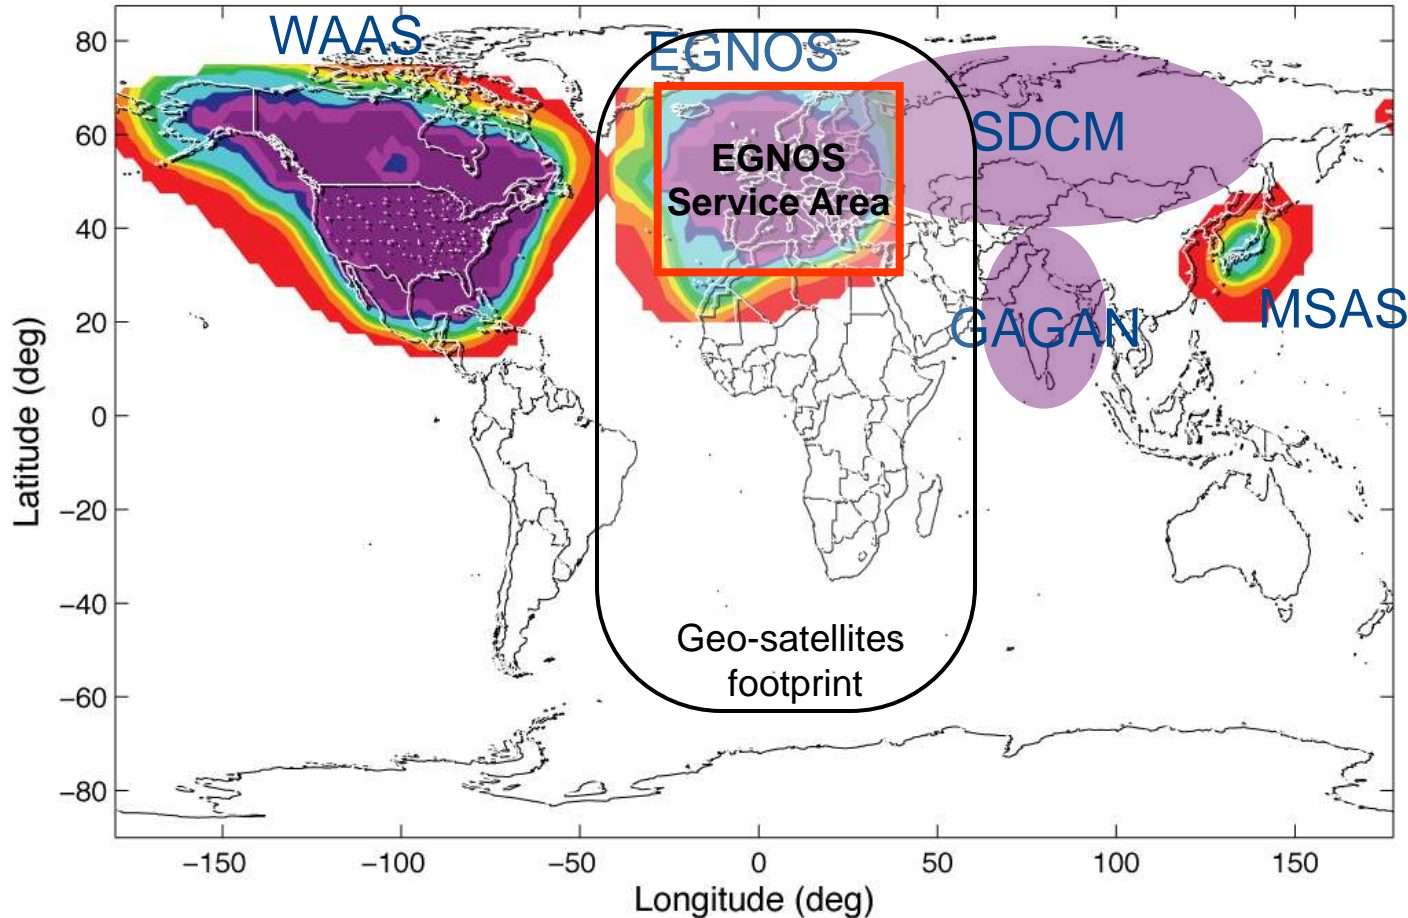 WAAS
EGNOS
SDCM
EGNOS
Service Area
GAGAN
MSAS
Geo-satellites
footprint
80
60
40
20
0
−20
−40
−60
−80
Latitude (deg)
−150
−100
−50
0
50
100
150
Longitude (deg)